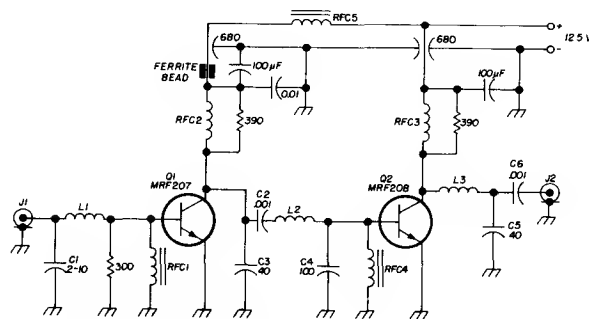 RFC5
+
680
680
12.5 V
-
FERRITE
BEAD
100µF
0.01
100µF
RFC2
390
RFC3
390
Q1
MRF207
C2
.001
L2
Q2
MRF208
L3
C6
.001
J2
J1
L1
C1
2-10
300
RFC1
C3
40
C4
100
RFC4
C5
40